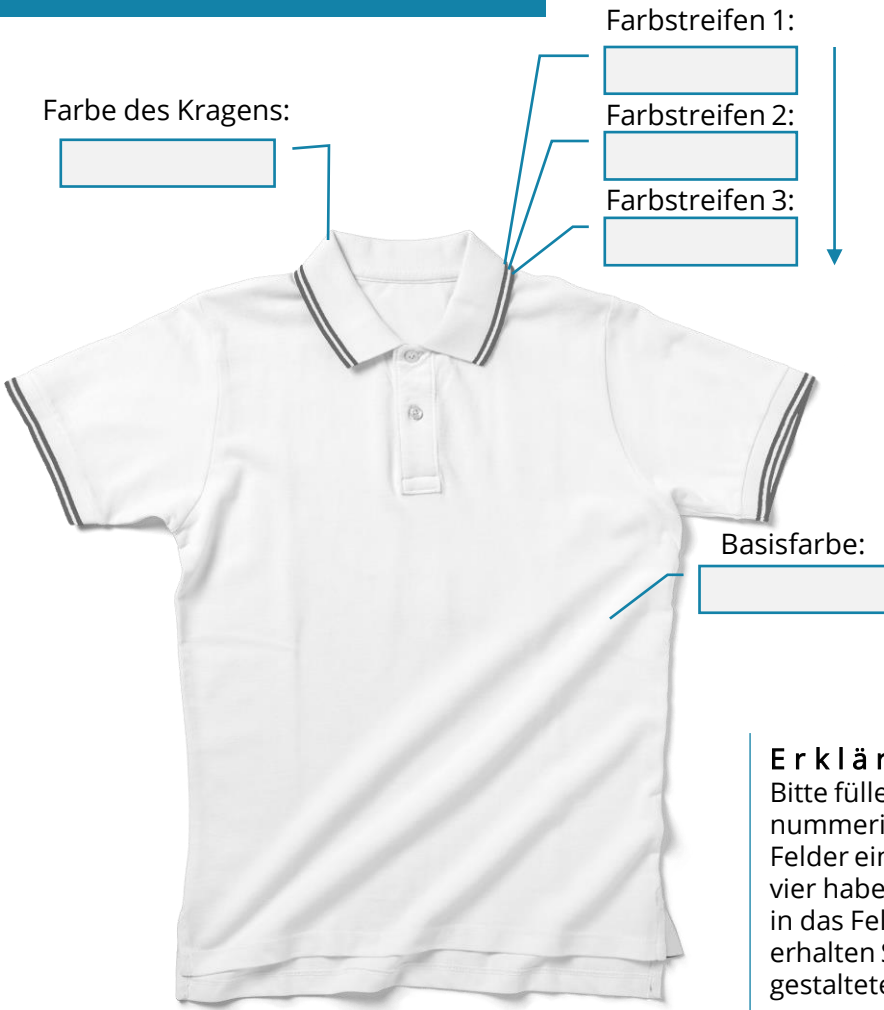 Farbstreifen 1:
Farbe des Kragens:
Farbstreifen 2:
Farbstreifen 3:
Basisfarbe:
Erklär
Bitte fülle
nummeri
Felder ein
vier habe
in das Fel
erhalten S
gestaltete